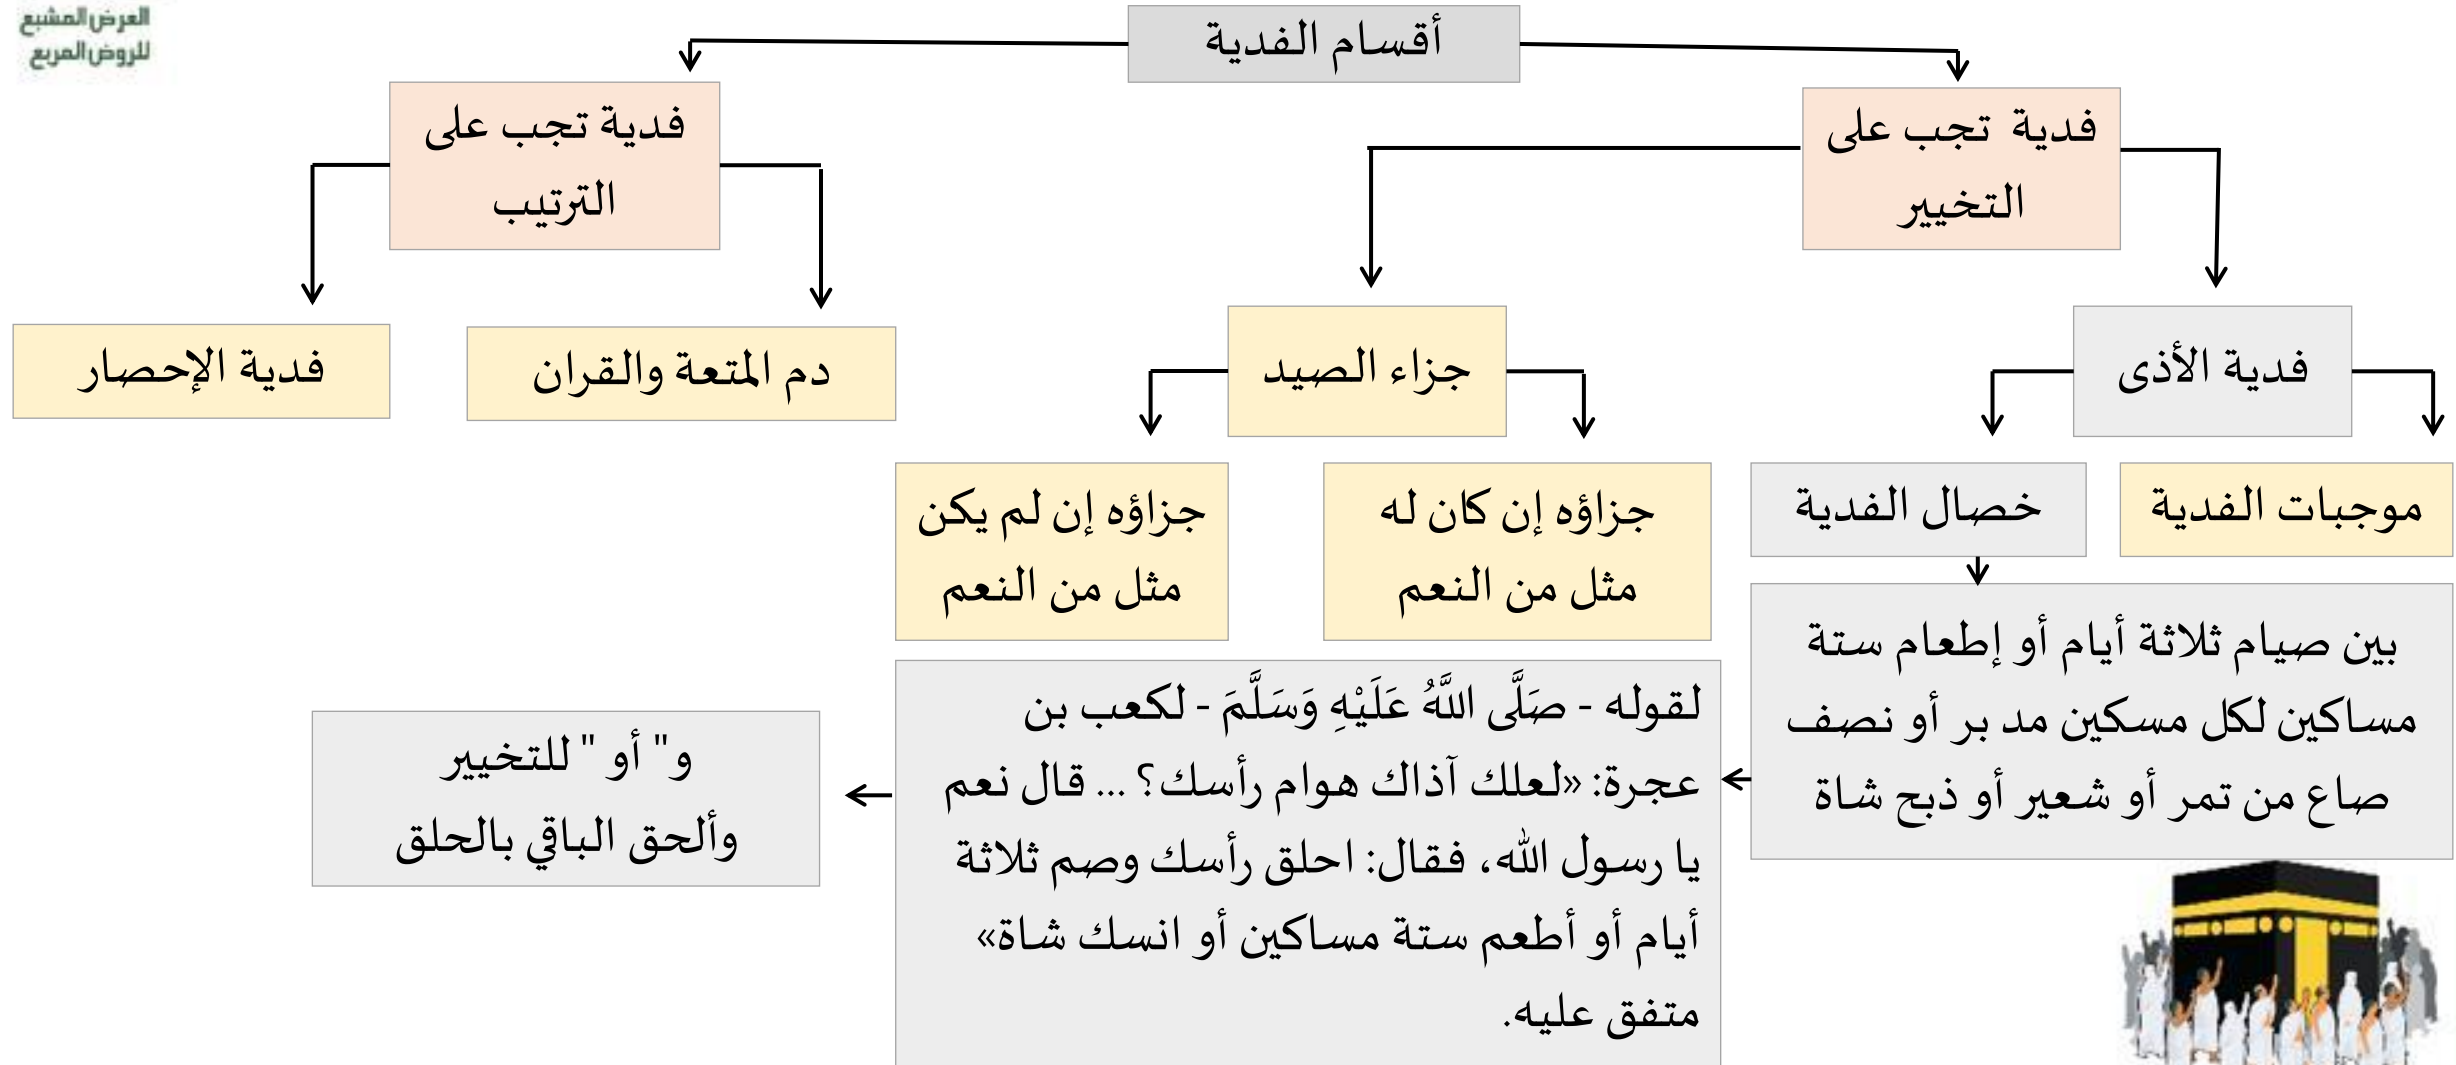 العرض المشبع
للروض المربع
أقسام الفدية
فدية تجب على
التخيير
فدية تجب على
الترتيب
فدية الأذى
جزاء الصيد
دم المتعة والقران
فدية الإحصار
موجبات الفدية
خصال الفدية
جزاؤه إن كان له
مثل من النعم
جزاؤه إن لم يكن
مثل من النعم
بين صيام ثلاثة أيام أو إطعام ستة
مساكين لكل مسكين مد بر أو نصف
صاع من تمر أو شعير أو ذبح شاة
لقوله - صَلَّى اللَّهُ عَلَيْهِ وَسَلَّمَ - لكعب بن
عجرة: «لعلك آذاك هوام رأسك؟ ... قال نعم
يا رسول الله، فقال: احلق رأسك وصم ثلاثة
أيام أو أطعم ستة مساكين أو انسك شاة»
متفق عليه.
و" أو " للتخيير
وألحق الباقي بالحلق